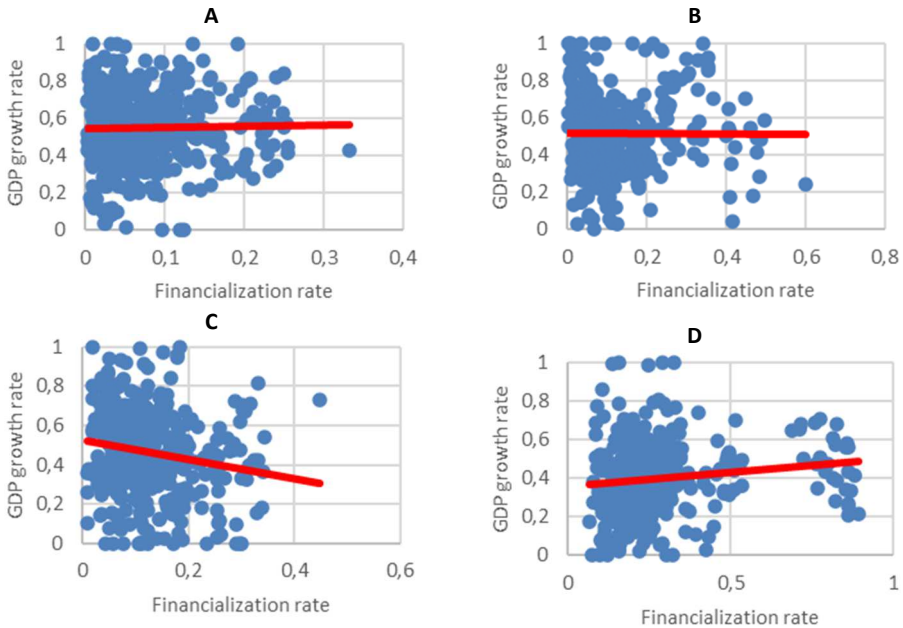 A
GDP growth rate
1
0,8
0,6
0,4
0,2
0
0 0,1 0,2 0,3 0,4
Financialization rate
B
GDP growth rate
1
0,8
0,6
0,4
0,2
0
0 0,2 0,4 0,6 0,8
Financialization rate
C
GDP growth rate
1
0,8
0,6
0,4
0,2
0
0 0,2 0,4 0,6
Financialization rate
D
GDP growth rate
1
0,8
0,6
0,4
0,2
0
0 0,5 1
Financialization rate